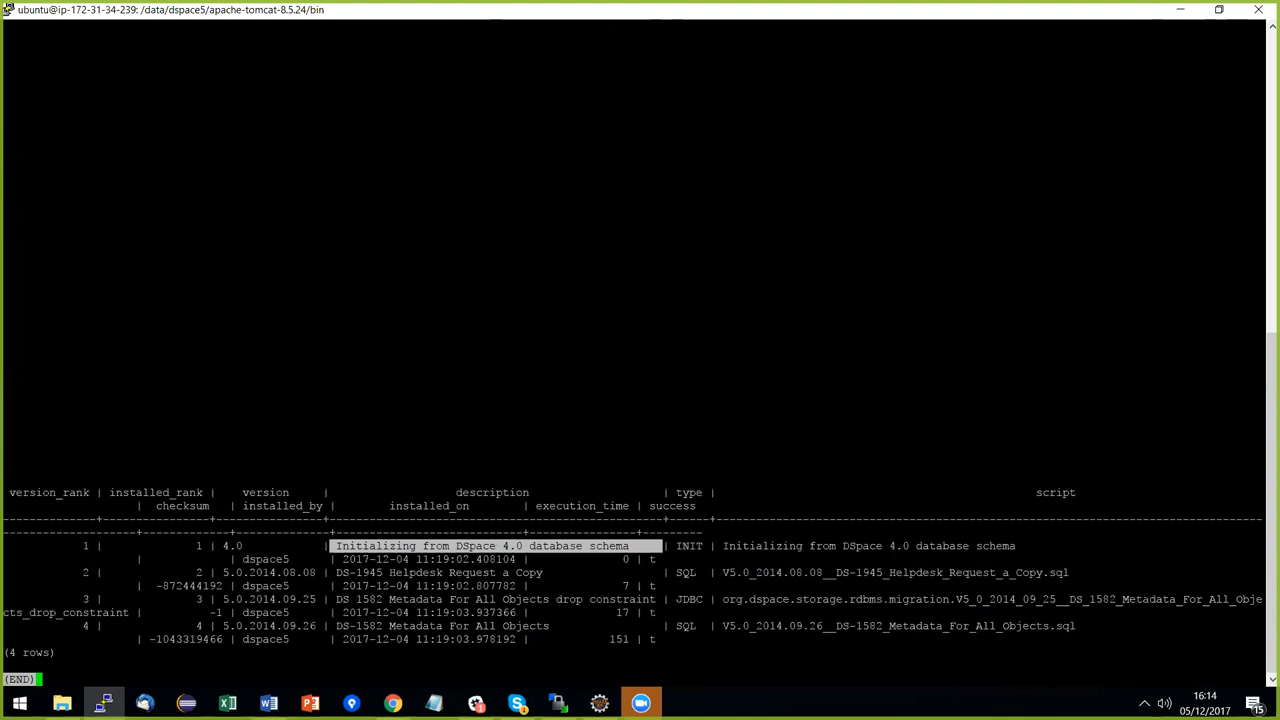 ubuntu@ip-172-31-34-239: /data/dspace5/apache-tomcat-8.5.24/bin
version_rank | installed_rank | version | description | type | script
| checksum | installed_by | installed_on | execution_time | success
-------------+----------------+----------------+--------------------------------------------------+------+----------------------------------------------------------------------------------
--------------------+-------------+--------------+----------------------------+----------------+---------
1 | 1 | 4.0 | Initializing from DSpace 4.0 database schema | INIT | Initializing from DSpace 4.0 database schema
| | dspace5 | 2017-12-04 11:19:02.408104 | 0 | t
2 | 2 | 5.0.2014.08.08 | DS-1945 Helpdesk Request a Copy | SQL | V5.0_2014.08.08__DS-1945_Helpdesk_Request_a_Copy.sql
| -872444192 | dspace5 | 2017-12-04 11:19:02.807782 | 7 | t
3 | 3 | 5.0.2014.09.25 | DS 1582 Metadata For All Objects drop constraint | JDBC | org.dspace.storage.rdbms.migration.V5_0_2014_09_25__DS_1582_Metadata_For_All_Obje
cts_drop_constraint | -1 | dspace5 | 2017-12-04 11:19:03.937366 | 17 | t
4 | 4 | 5.0.2014.09.26 | DS-1582 Metadata For All Objects | SQL | V5.0_2014.09.26__DS-1582_Metadata_For_All_Objects.sql
| -1043319466 | dspace5 | 2017-12-04 11:19:03.978192 | 151 | t
(4 rows)
(END)
16:14
05/12/2017
15